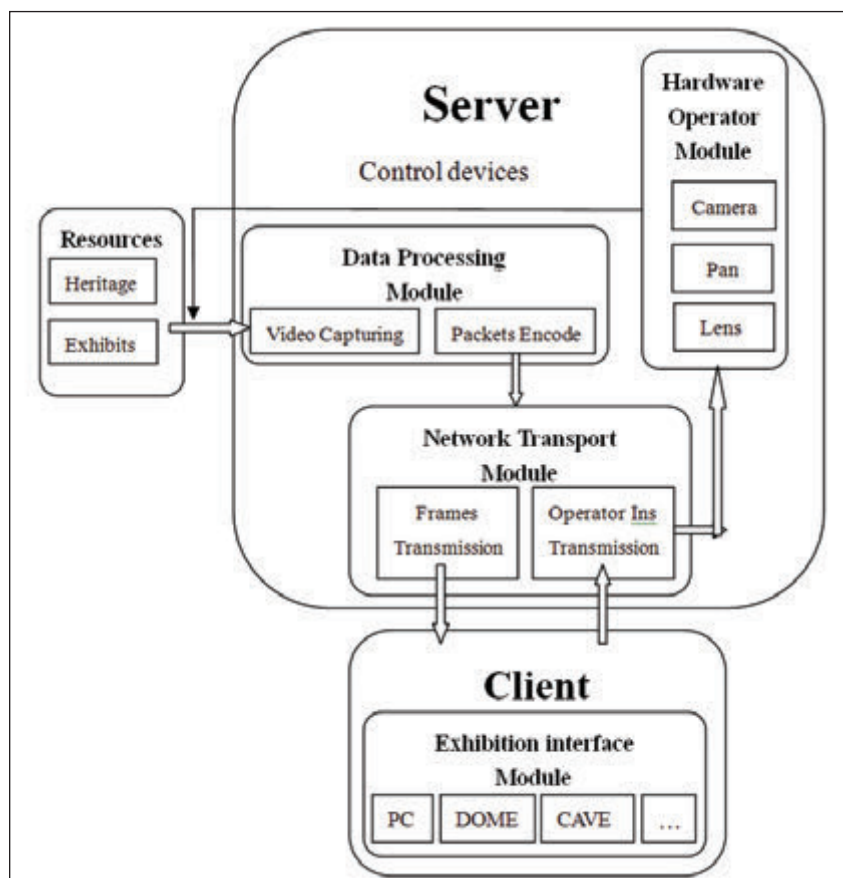 Server
Control devices
Hardware
Operator
Module
Camera
Pan
Lens
Resources
Heritage
Exhibits
Data Processing
Module
Video Capturing
Packets Encode
Network Transport
Module
Frames
Transmission
Operator Ins
Transmission
Client
Exhibition interface
Module
PC
DOME
CAVE
...